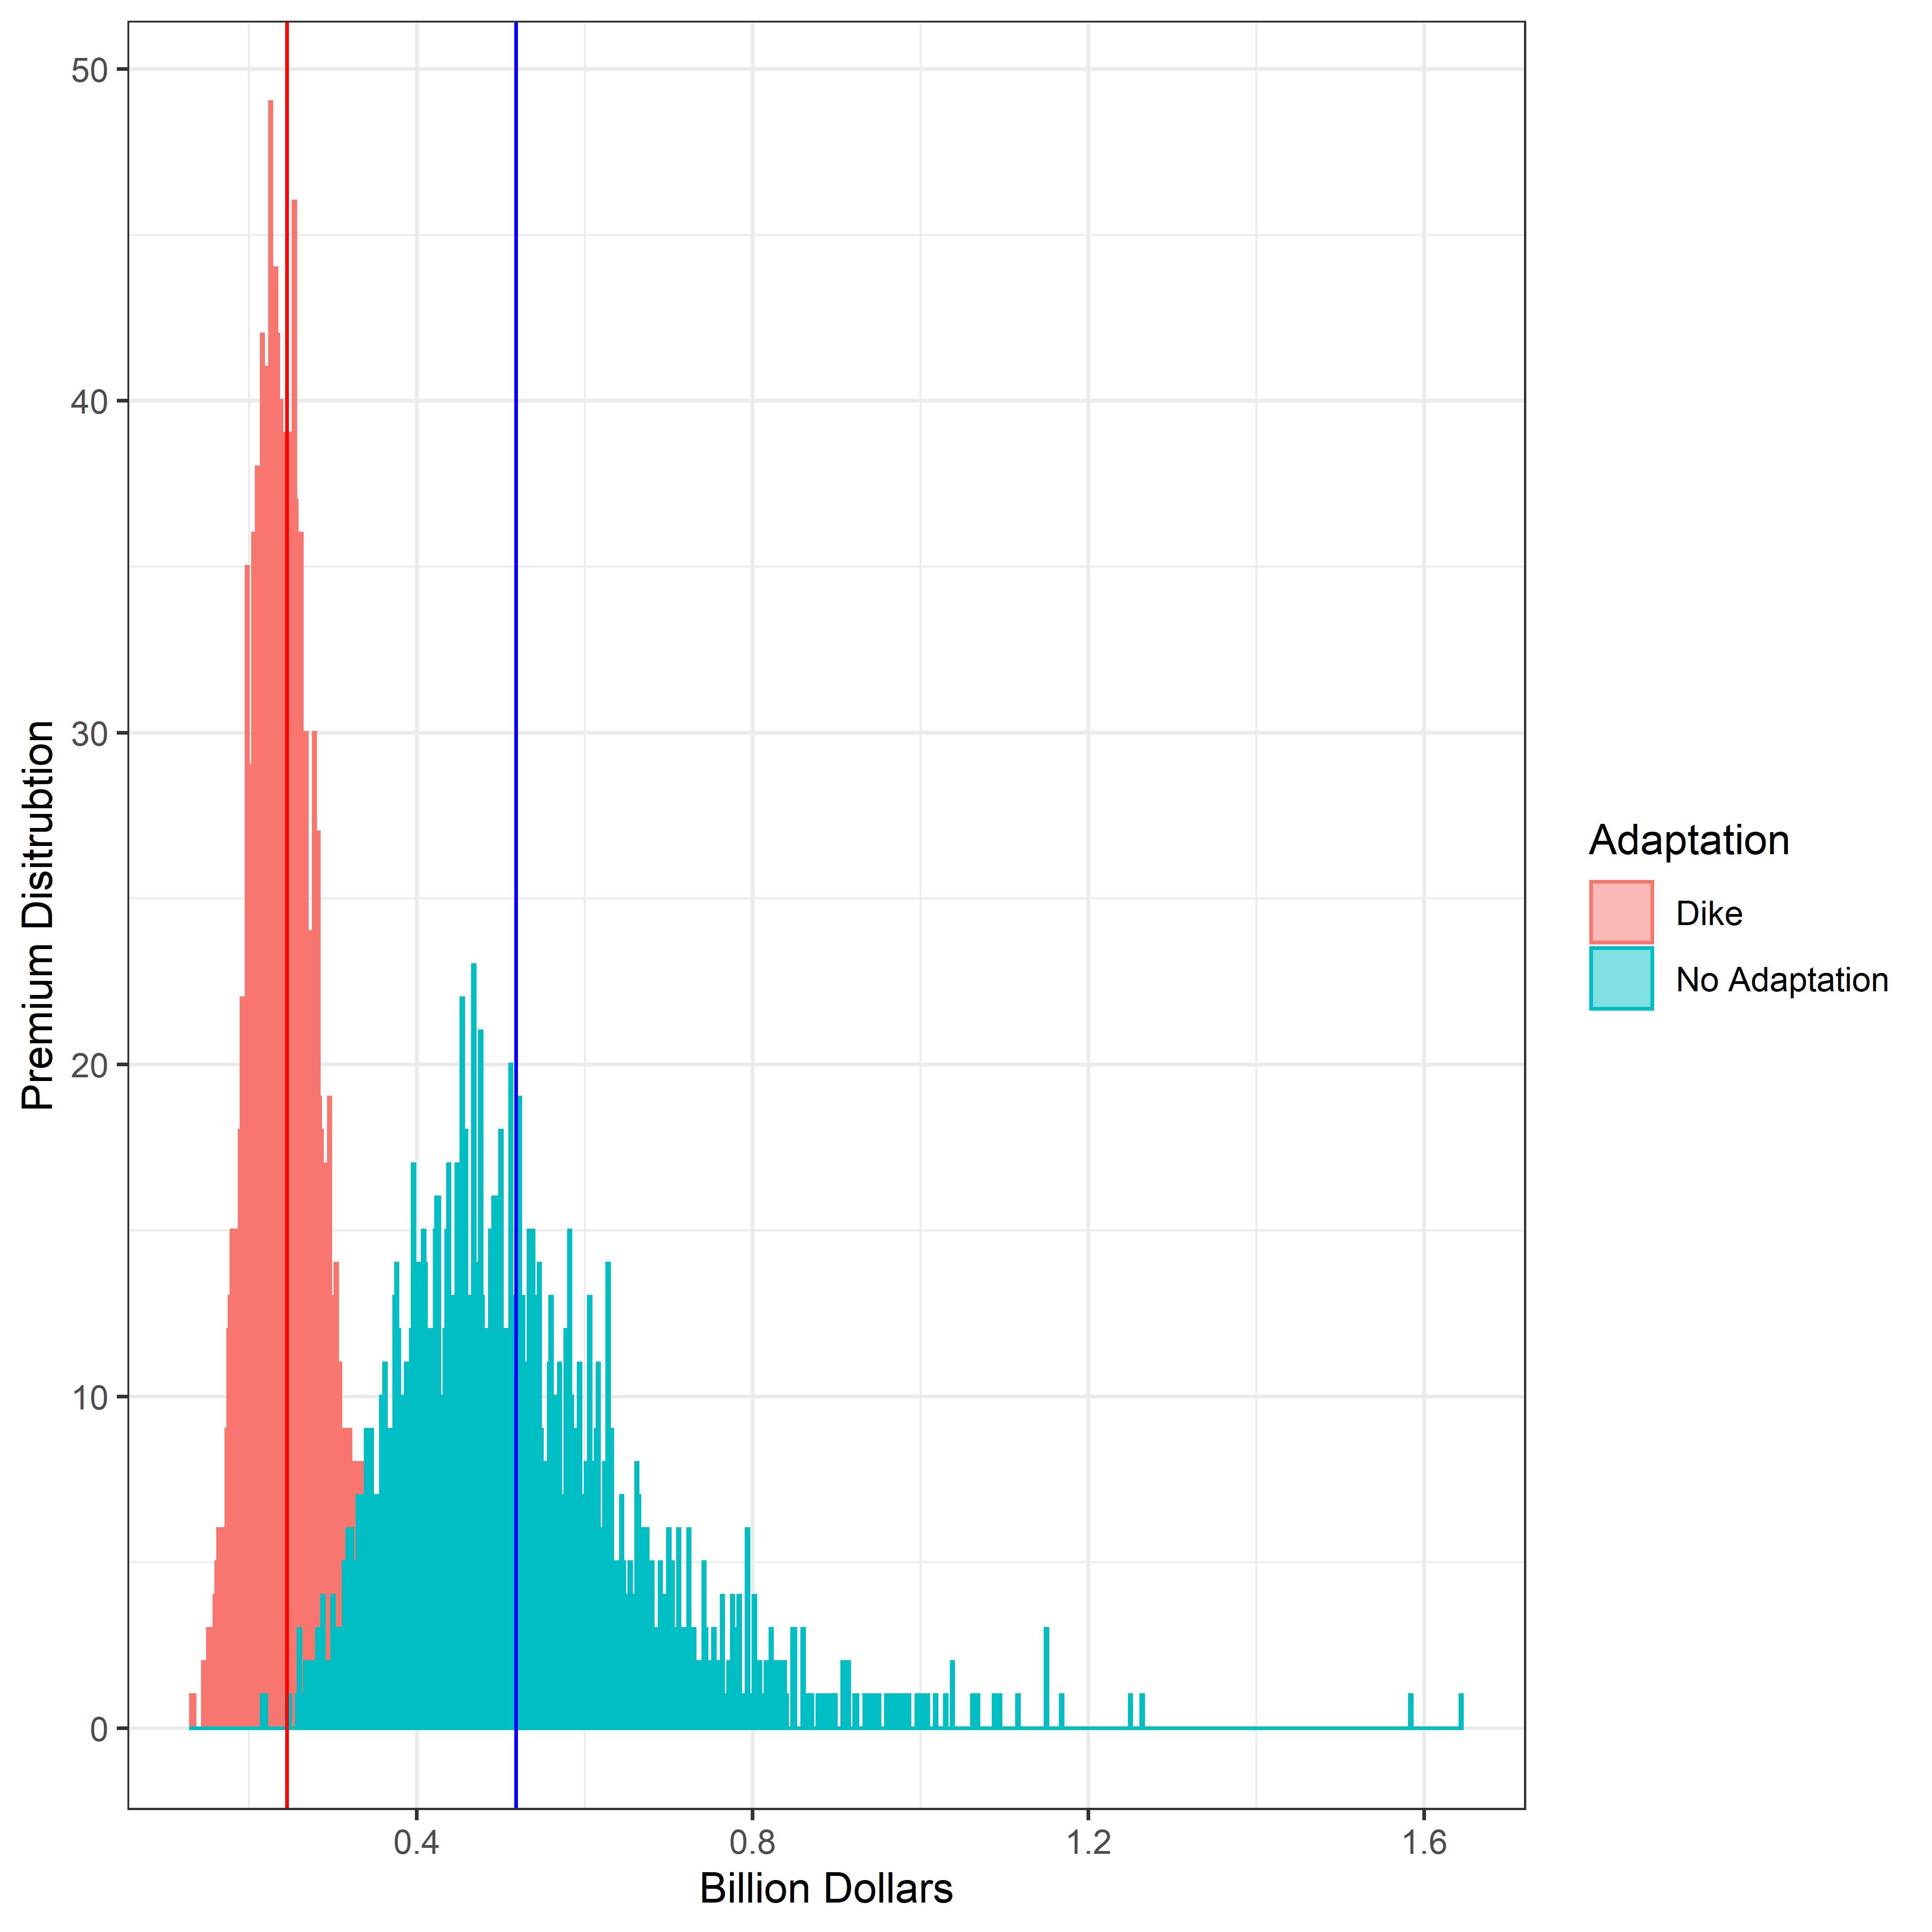 50
40
30
20
10
0
Premium Disitrubtion
0.4 0.8 1.2 1.6
Billion Dollars
Adaptation
Dike
No Adaptation